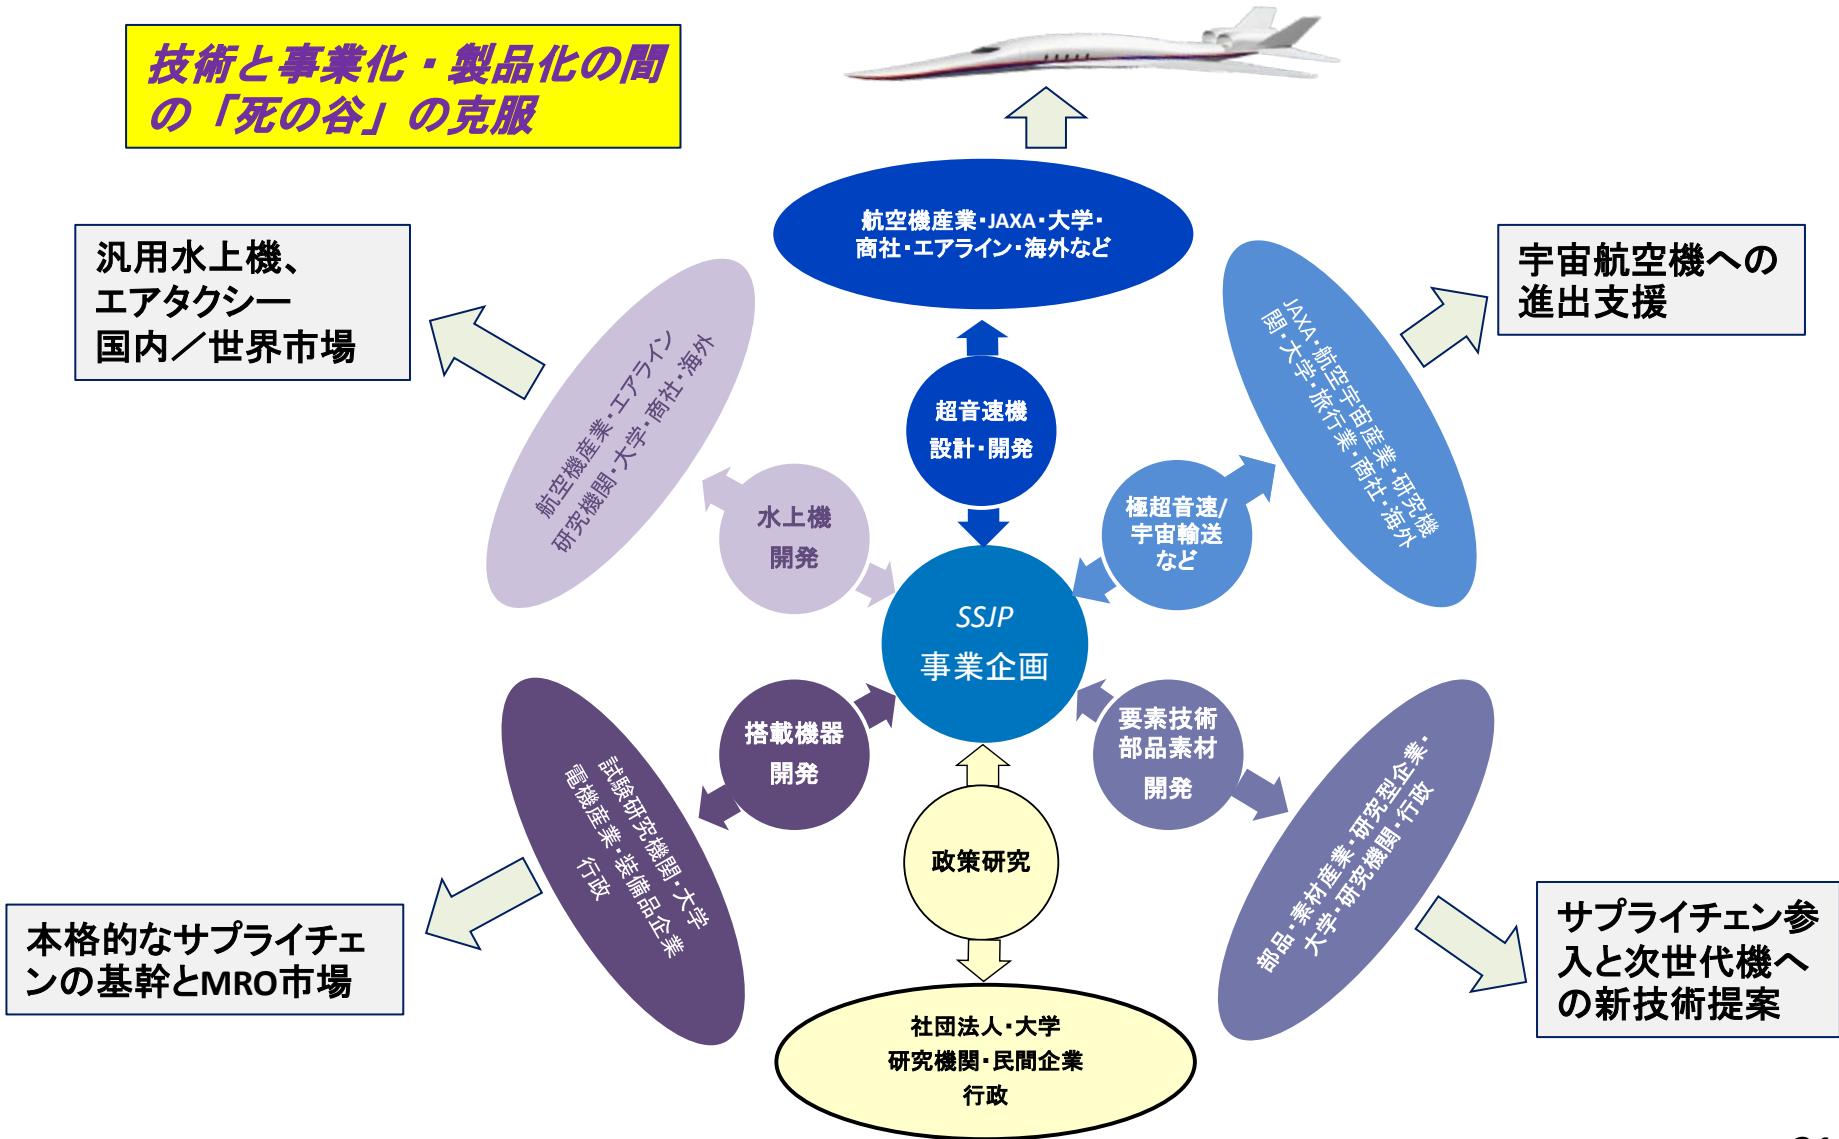 技術と事業化・製品化の間
の「死の谷」の克服
航空機産業・JAXA・大学・
商社・エアライン・海外など
汎用水上機、
エアタクシー
国内／世界市場
宇宙航空機への
進出支援
航空機産業・エアライン
研究機関・大学・商社・海外
JAXA・航空宇宙産業・研究機
関・大学・旅行業・商社・海外
超音速機
設計・開発
水上機
開発
極超音速/
宇宙輸送
など
SSJP
事業企画
搭載機器
開発
要素技術
部品素材
開発
試験研究機関・大学
電機産業・装備品企業
行政
政策研究
部品・素材産業・研究型企業・
大学・研究機関・行政
本格的なサプライチェ
ンの基幹とMRO市場
サプライチェン参
入と次世代機へ
の新技術提案
社団法人・大学
研究機関・民間企業
行政